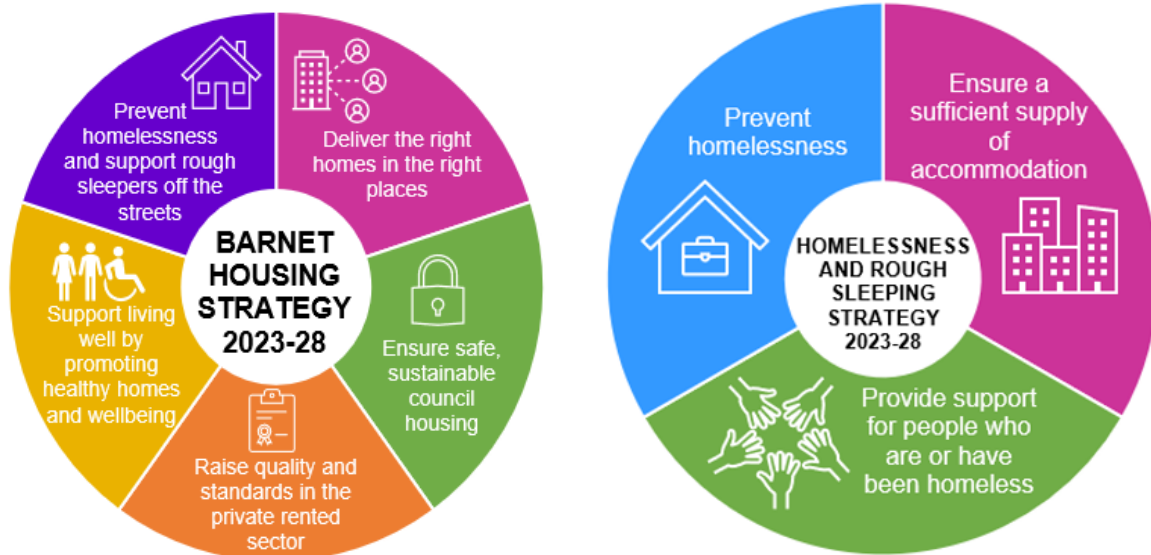 Prevent
homelessness
and support rough
sleepers off the
streets
Deliver the right
homes in the right
places
BARNET
HOUSING
STRATEGY
2023-28
Support living
well by
promoting
healthy homes
and wellbeing
Ensure safe,
sustainable
council
housing
Raise quality and
standards in the
private rented
sector
Prevent
homelessness
Ensure a
sufficient supply
of
accommodation
HOMELESSNESS
AND ROUGH
SLEEPING
STRATEGY
2023-28
Provide support
for people who
are or have
been homeless